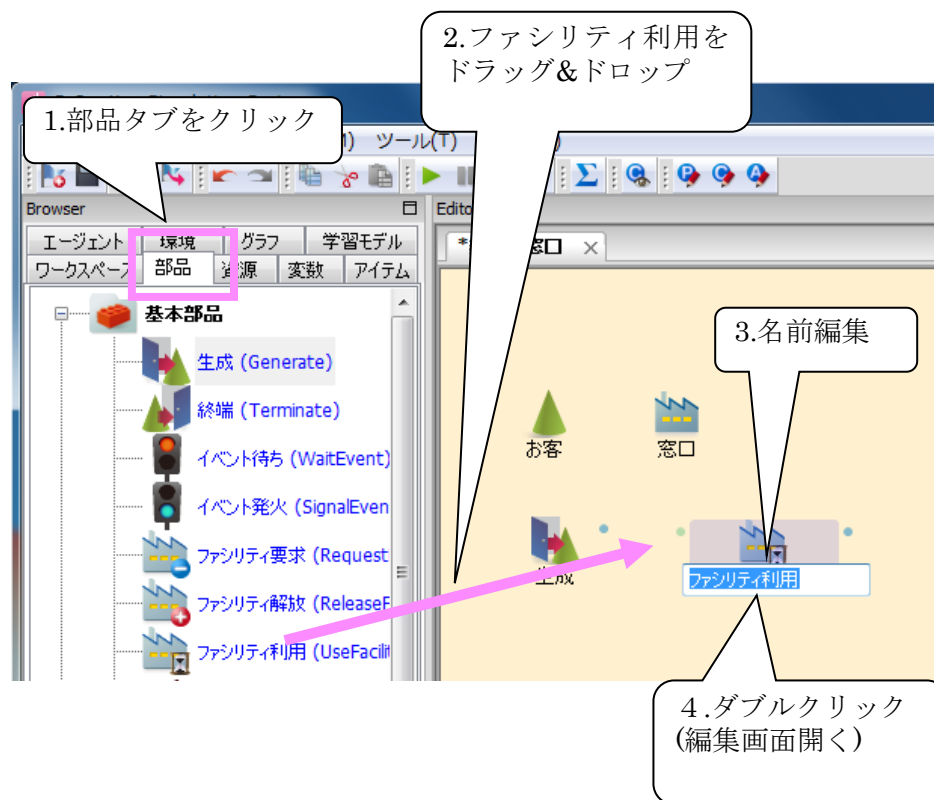 2.ファシリティ利用を
ドラッグ&ドロップ
1.部品タブをクリック
ツール(T)
Browser
エージェント 環境 グラフ 学習モデル
ワークスペース 部品 資源 変数 アイテム
窓口
基本部品
生成 (Generate)
終端 (Terminate)
イベント待ち (WaitEvent)
イベント発火 (SignalEven
ファシリティ要求 (Request
ファシリティ解放 (ReleaseF
ファシリティ利用 (UseFacilit
3.名前編集
お客
窓口
生成
ファシリティ利用
4.ダブルクリック
(編集画面開く)